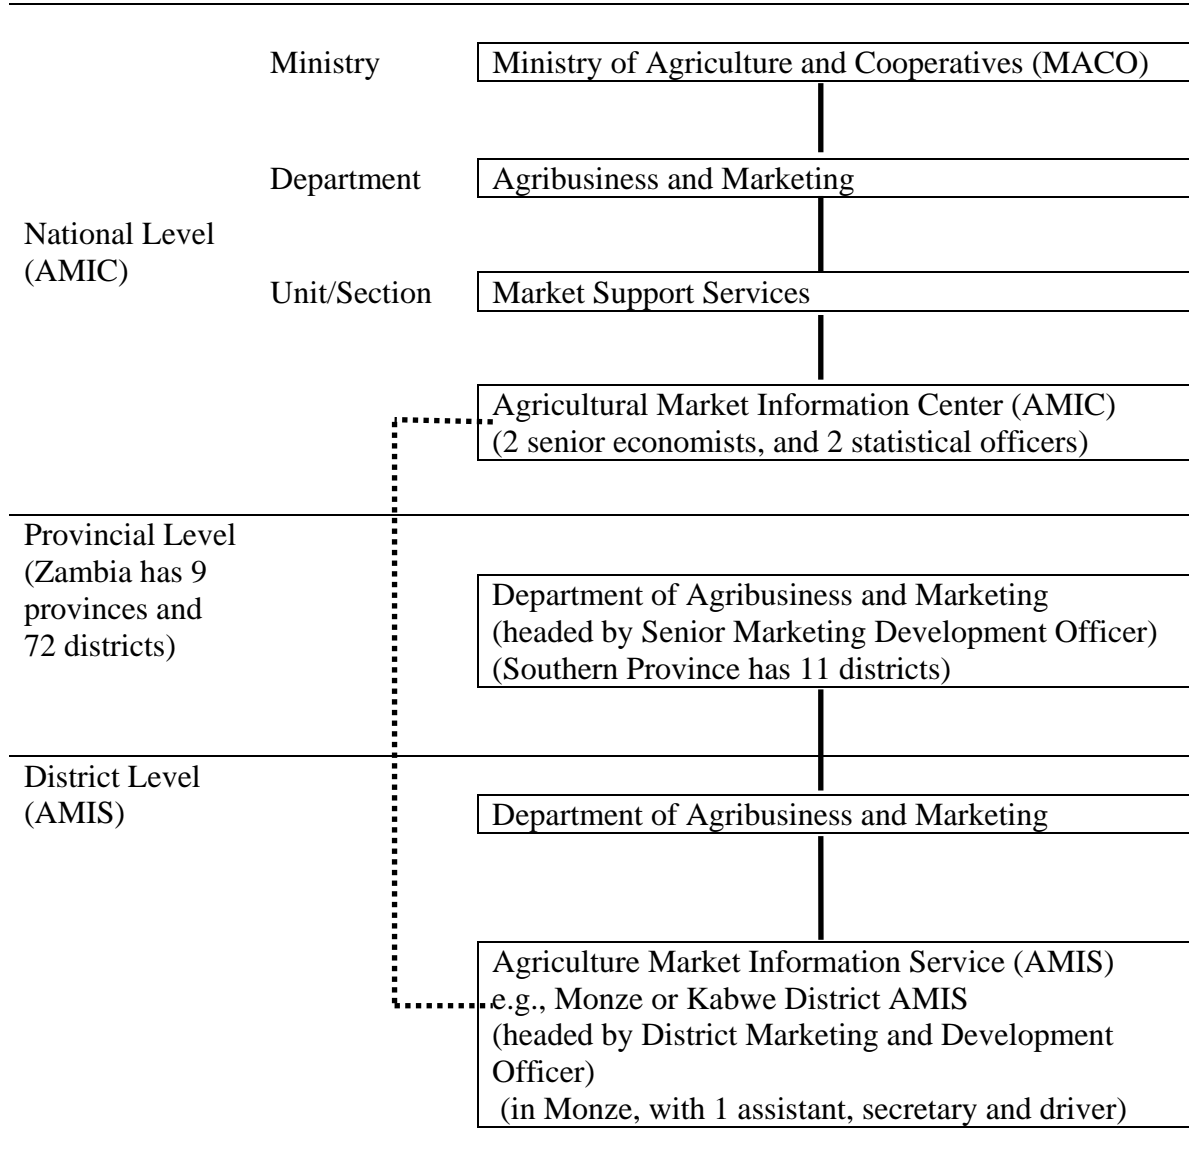 Ministry
Ministry of Agriculture and Cooperatives (MACO)
Department
Agribusiness and Marketing
National Level
(AMIC)
Unit/Section
Market Support Services
Agricultural Market Information Center (AMIC)
(2 senior economists, and 2 statistical officers)
Provincial Level
(Zambia has 9
provinces and
72 districts)
Department of Agribusiness and Marketing
(headed by Senior Marketing Development Officer)
(Southern Province has 11 districts)
District Level
(AMIS)
Department of Agribusiness and Marketing
Agriculture Market Information Service (AMIS)
e.g., Monze or Kabwe District AMIS
(headed by District Marketing and Development
Officer)
(in Monze, with 1 assistant, secretary and driver)